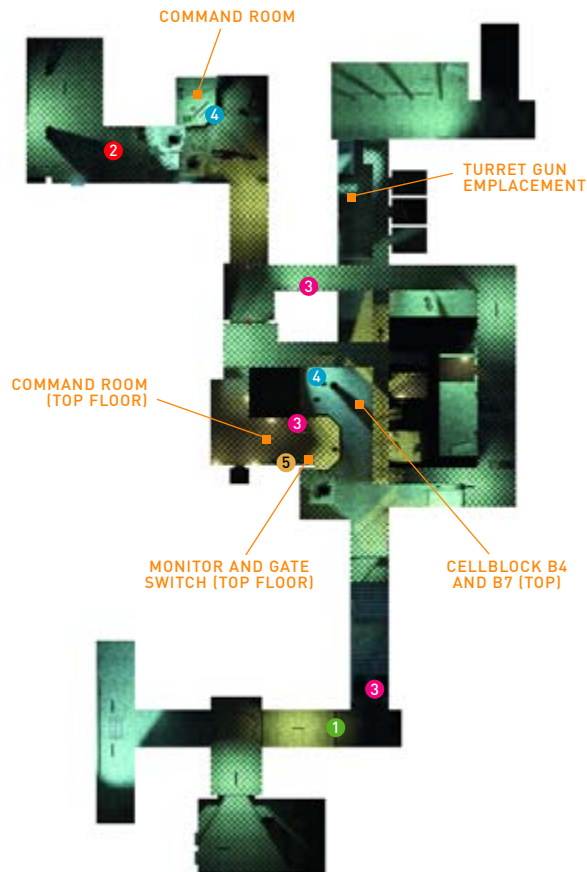 COMMAND ROOM
4
2
TURRET GUN
EMPLACEMENT
3
4
COMMAND ROOM
(TOP FLOOR)
3
5
MONITOR AND GATE
SWITCH (TOP FLOOR)
CELLBLOCK B4
AND B7 (TOP)
3
1